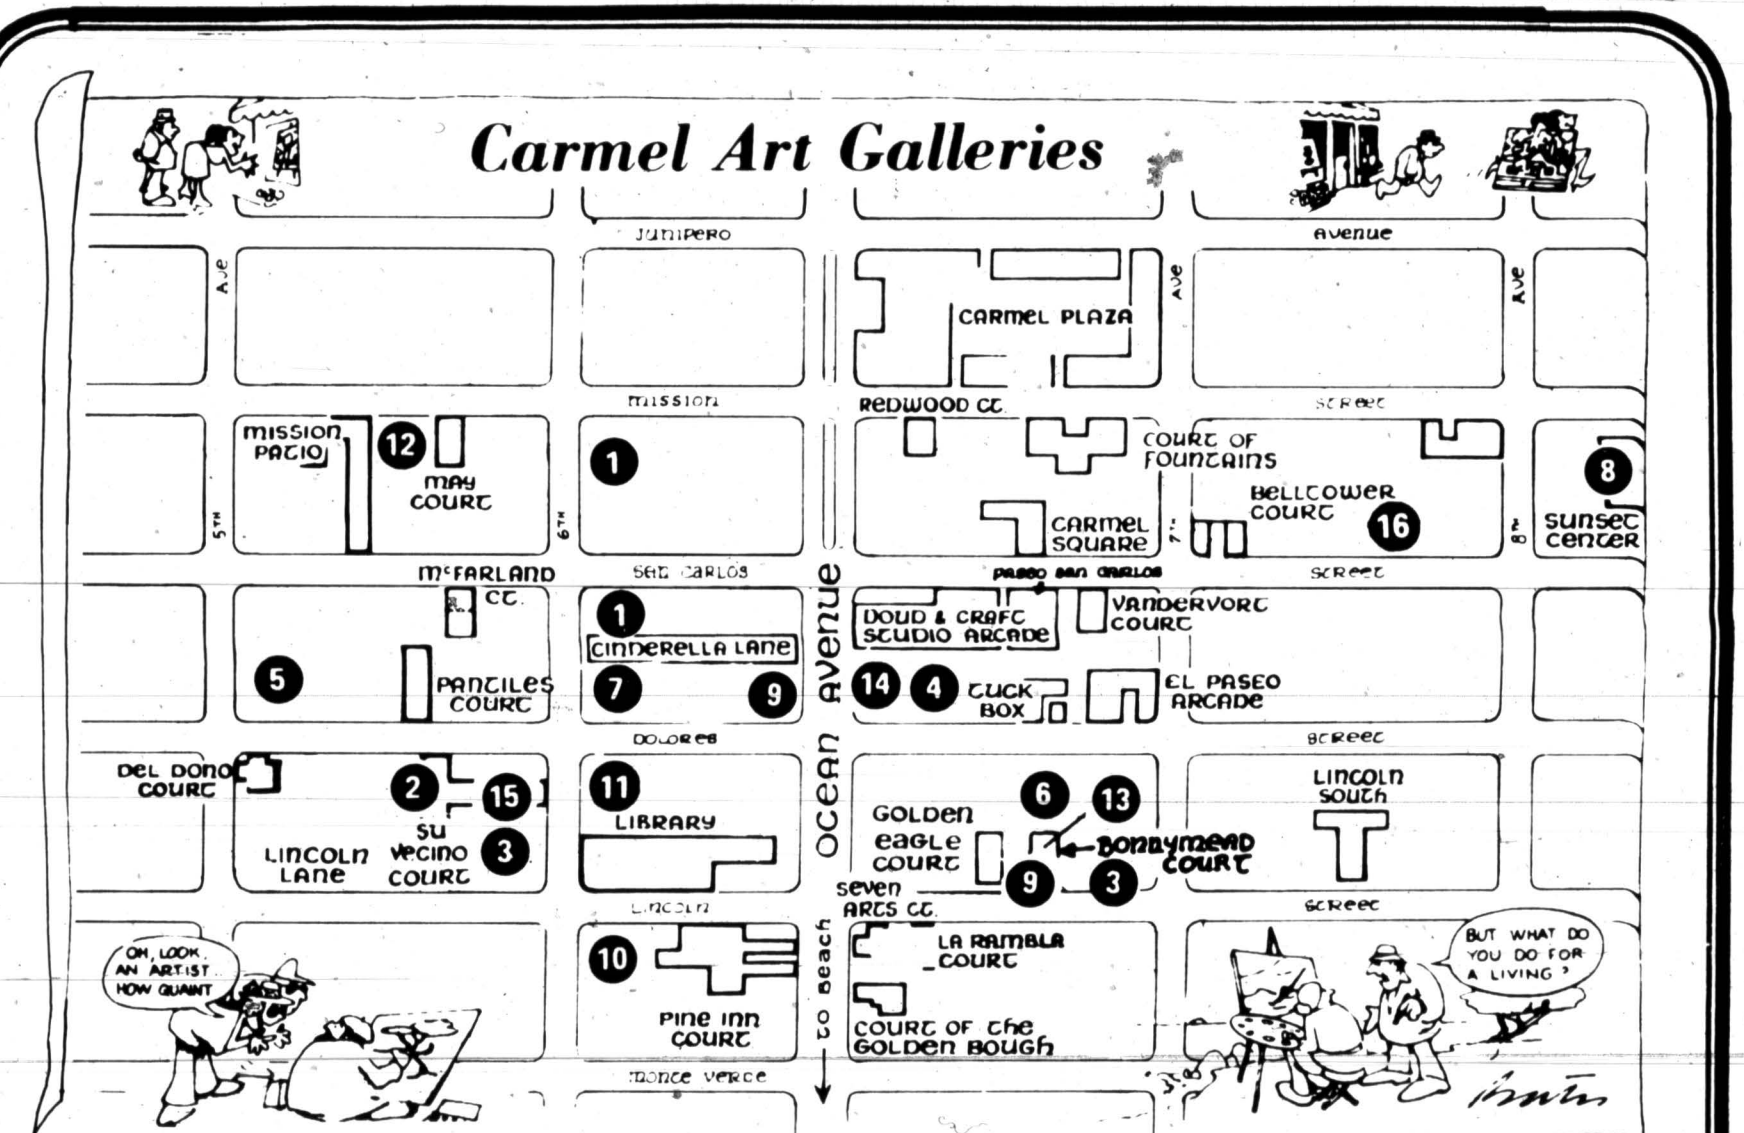 Carmel Art Galleries
JUNIPERO
AVENUE
AVE
AVE
AVE
CARMEL PLAZA
MISSION
STREET
REDWOOD CT.
MISSION
PATIO
12
MAY
COURT
1
COURT OF
FOUNTAINS
BELLTOWER
COURT
16
8
SUNSET
CENTER
CARMEL
SQUARE
5TH
6TH
7TH
8TH
McFARLAND
CT.
SAN CARLOS
STREET
PASEO SAN CARLOS
1
CINDERELLA LANE
7
9
DOUD & CRAFT
STUDIO ARCADE
VANDERVORT
COURT
5
PANTILES
COURT
14
4
TUCK
BOX
EL PASEO
ARCADE
OCEAN AVENUE
DOLORES
STREET
DEL DONO
COURT
2
15
3
SU
VECINO
COURT
LINCOLN
LANE
11
LIBRARY
6
13
GOLDEN
EAGLE
COURT
BONNYMEAD
COURT
9
3
LINCOLN
SOUTH
SEVEN
ARTS CT.
LINCOLN
STREET
10
PINE INN
COURT
LA RAMBLA
COURT
COURT OF THE
GOLDEN BOUGH
TO BEACH
MONTE VERDE
OH, LOOK,
AN ARTIST..
HOW QUAINT
BUT WHAT DO
YOU DO FOR
A LIVING?